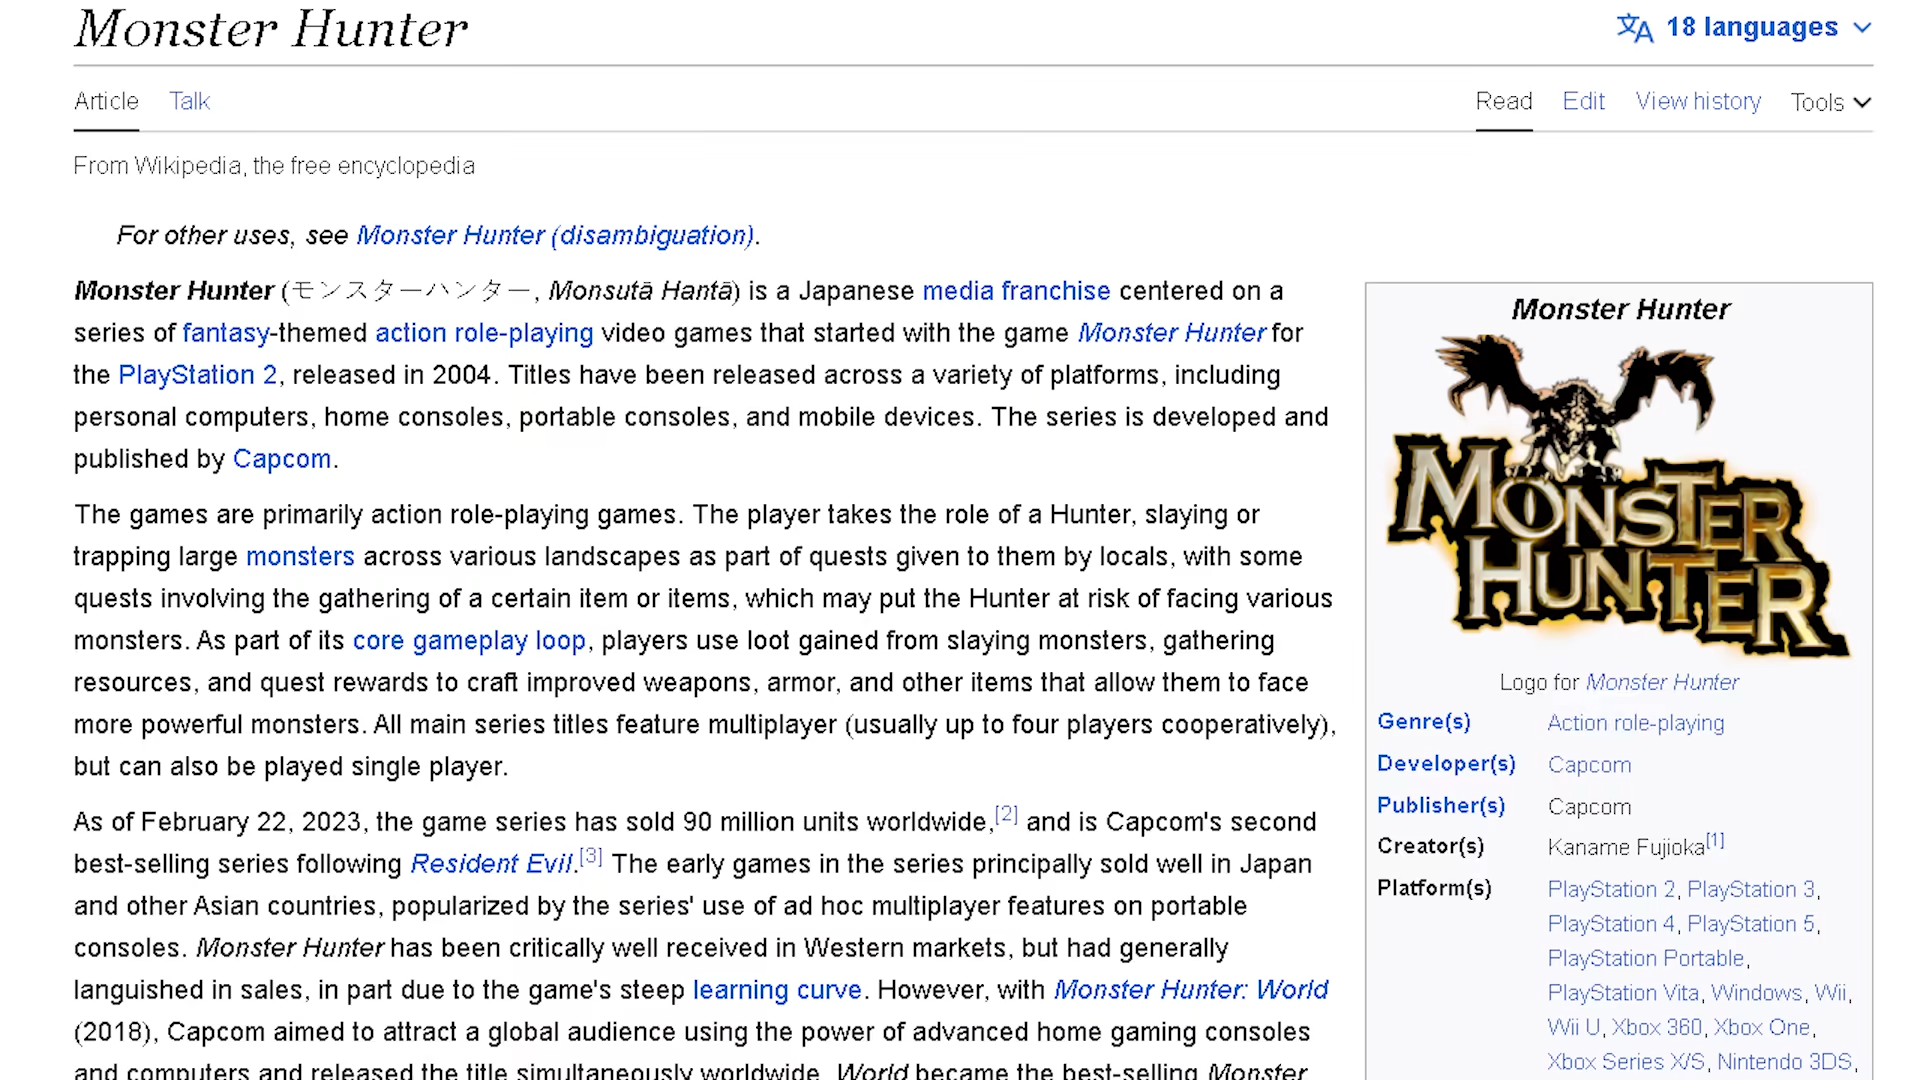 Monster Hunter
18 languages
Article Talk
Read Edit View history Tools
From Wikipedia, the free encyclopedia
For other uses, see Monster Hunter (disambiguation).
Monster Hunter (モンスターハンター, Monsutā Hantā) is a Japanese media franchise centered on a
series of fantasy-themed action role-playing video games that started with the game Monster Hunter for
the PlayStation 2, released in 2004. Titles have been released across a variety of platforms, including
personal computers, home consoles, portable consoles, and mobile devices. The series is developed and
published by Capcom.
The games are primarily action role-playing games. The player takes the role of a Hunter, slaying or
trapping large monsters across various landscapes as part of quests given to them by locals, with some
quests involving the gathering of a certain item or items, which may put the Hunter at risk of facing various
monsters. As part of its core gameplay loop, players use loot gained from slaying monsters, gathering
resources, and quest rewards to craft improved weapons, armor, and other items that allow them to face
more powerful monsters. All main series titles feature multiplayer (usually up to four players cooperatively),
but can also be played single player.
As of February 22, 2023, the game series has sold 90 million units worldwide,[2] and is Capcom's second
best-selling series following Resident Evil.[3] The early games in the series principally sold well in Japan
and other Asian countries, popularized by the series' use of ad hoc multiplayer features on portable
consoles. Monster Hunter has been critically well received in Western markets, but had generally
languished in sales, in part due to the game's steep learning curve. However, with Monster Hunter: World
(2018), Capcom aimed to attract a global audience using the power of advanced home gaming consoles
and computers and released the title simultaneously worldwide. World became the best-selling Monster
Monster Hunter
MONSTER
HUNTER
Logo for Monster Hunter
Genre(s) Action role-playing
Developer(s) Capcom
Publisher(s) Capcom
Creator(s) Kaname Fujioka[1]
Platform(s) PlayStation 2, PlayStation 3,
PlayStation 4, PlayStation 5,
PlayStation Portable,
PlayStation Vita, Windows, Wii,
Wii U, Xbox 360, Xbox One,
Xbox Series X/S, Nintendo 3DS,